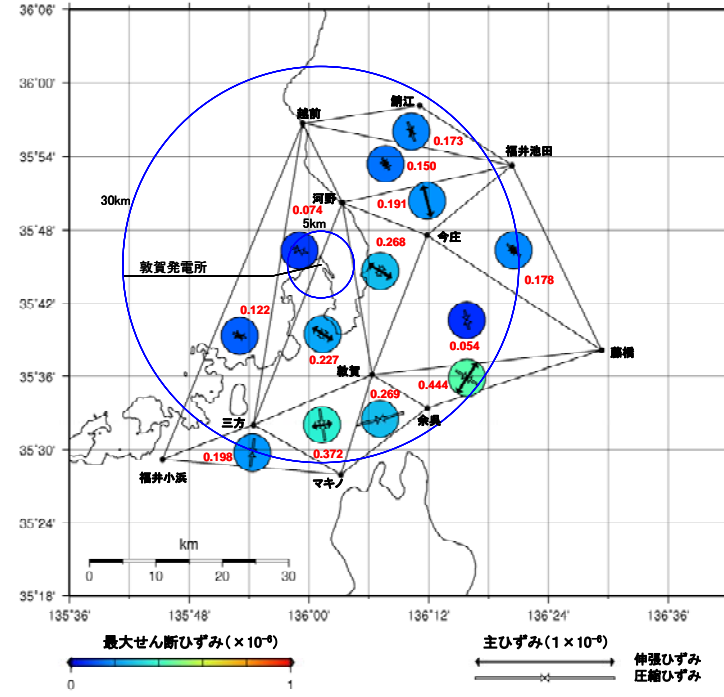 36°06'
36°00'
鯖江
越前
0.173
福井池田
35°54'
0.150
30km
河野
0.191
0.074
5km
今庄
35°48'
0.268
敦賀発電所
0.178
35°42'
0.122
0.054
藤橋
0.227
敦賀
35°36'
0.444
0.269
余呉
三方
35°30'
0.372
0.198
福井小浜
マキノ
35°24'
km
0 10 20 30
35°18'
135°36' 135°48' 136°00' 136°12' 136°24' 136°36'
最大せん断ひずみ(×10⁻⁶)
主ひずみ(1×10⁻⁶)
伸張ひずみ
圧縮ひずみ
0 1